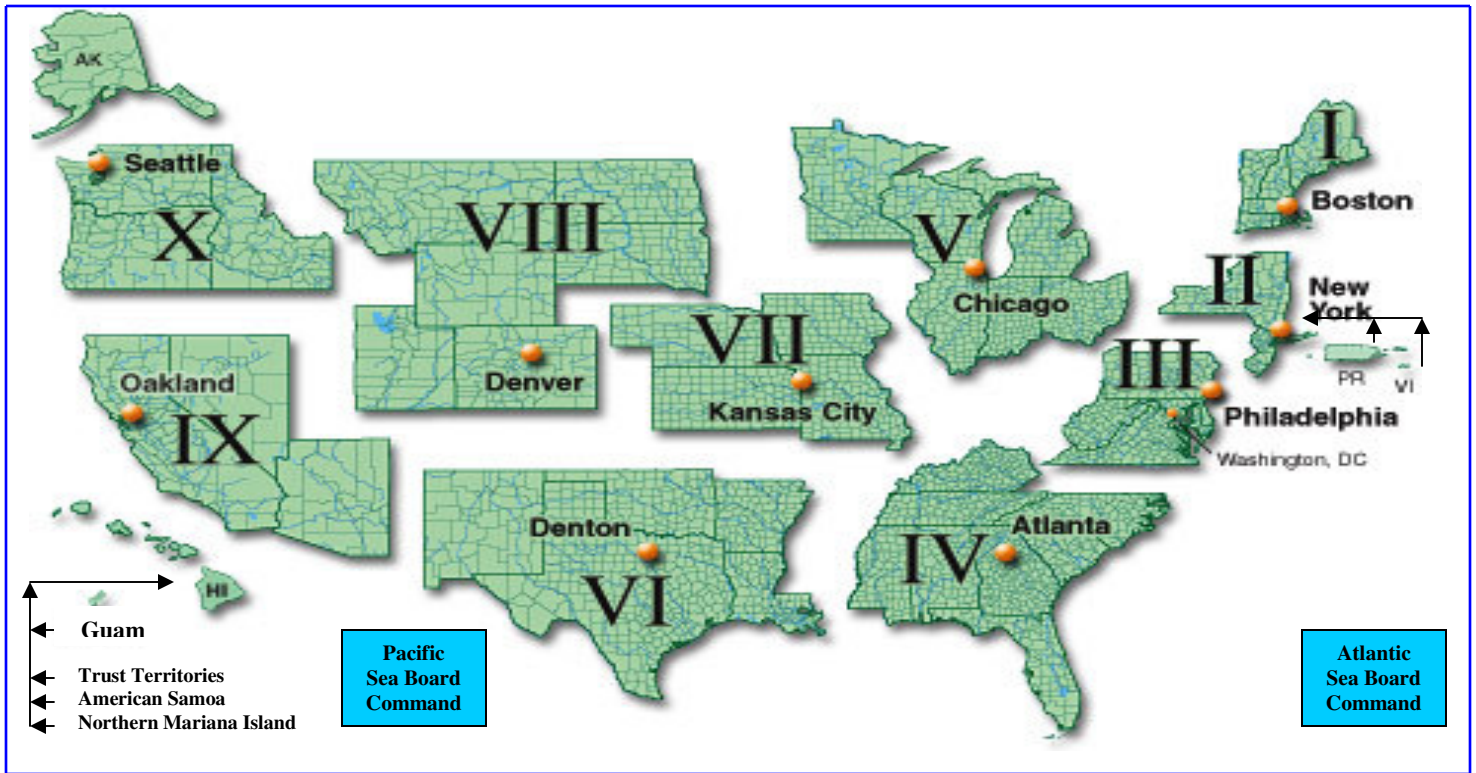 AK
Seattle
X
VIII
I
Boston
V
Chicago
II
New
York
PR
VI
VII
Kansas City
Denver
III
Philadelphia
Washington, DC
Oakland
IX
HI
Denton
VI
Atlanta
IV
Guam
Trust Territories
American Samoa
Northern Mariana Island
Pacific
Sea Board
Command
Atlantic
Sea Board
Command